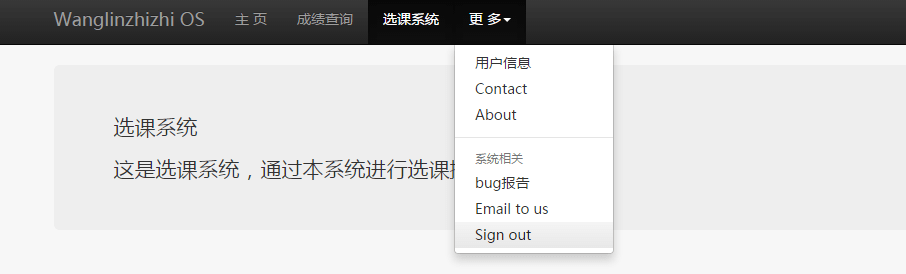 Wanglinzhizhi OS 主 页 成绩查询 选课系统 更 多
用户信息
Contact
About
系统相关
bug报告
Email to us
Sign out
选课系统
这是选课系统，通过本系统进行选课